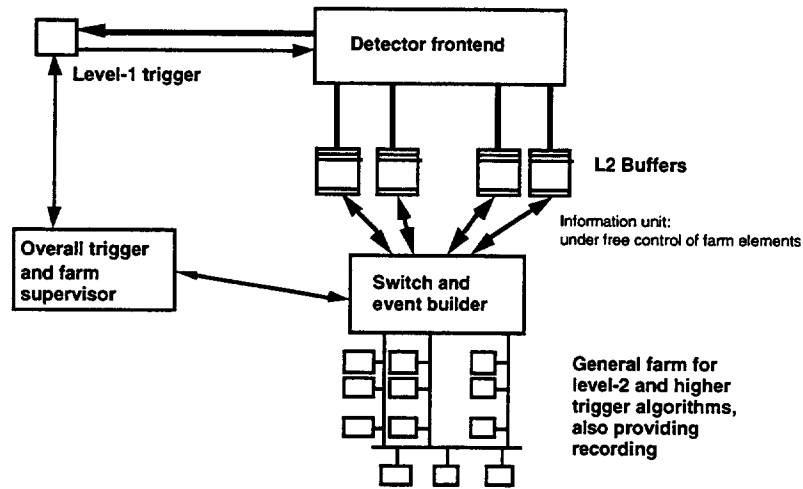 Detector frontend
Level-1 trigger
L2 Buffers
Information unit:
under free control of farm elements
Overall trigger
and farm
supervisor
Switch and
event builder
General farm for
level-2 and higher
trigger algorithms,
also providing
recording